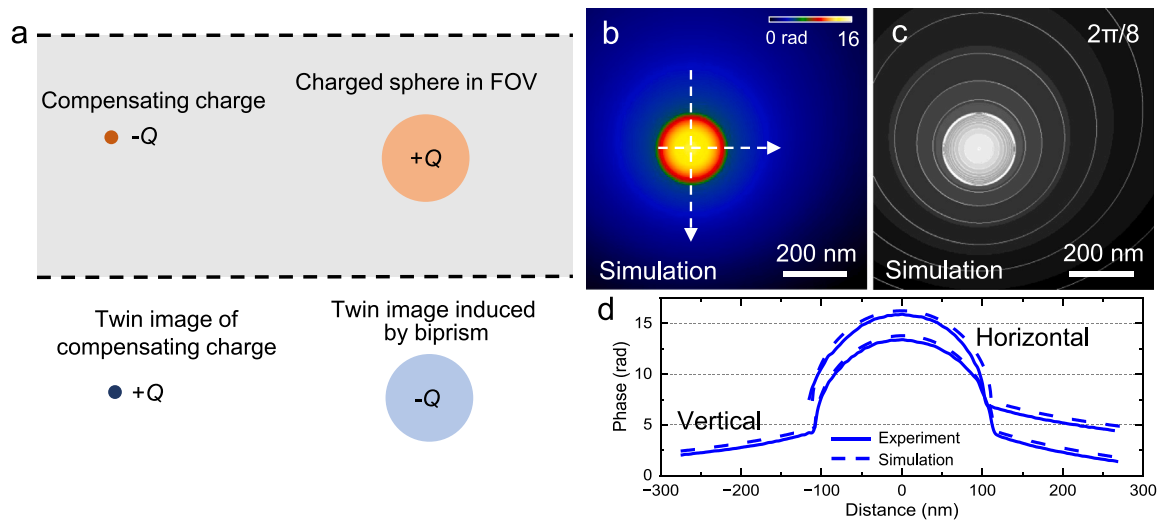 a
Compensating charge
-Q
Charged sphere in FOV
+Q
Twin image of
compensating charge
+Q
Twin image induced
by biprism
-Q
b
0 rad 16
Simulation
200 nm
c
2π/8
Simulation
200 nm
d
Phase (rad)
15
10
5
0
Horizontal
Vertical
Experiment
Simulation
−300 −200 −100 0 100 200 300
Distance (nm)